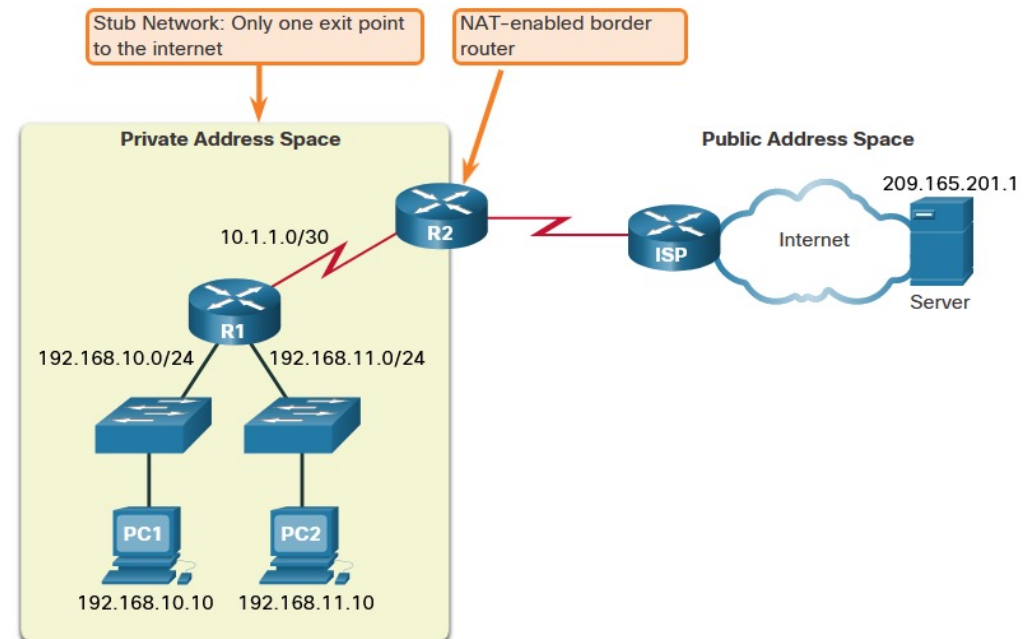 Stub Network: Only one exit point
to the internet
NAT-enabled border
router
Private Address Space
Public Address Space
209.165.201.1
R2
10.1.1.0/30
Internet
ISP
Server
R1
192.168.10.0/24
192.168.11.0/24
PC1
PC2
192.168.10.10
192.168.11.10